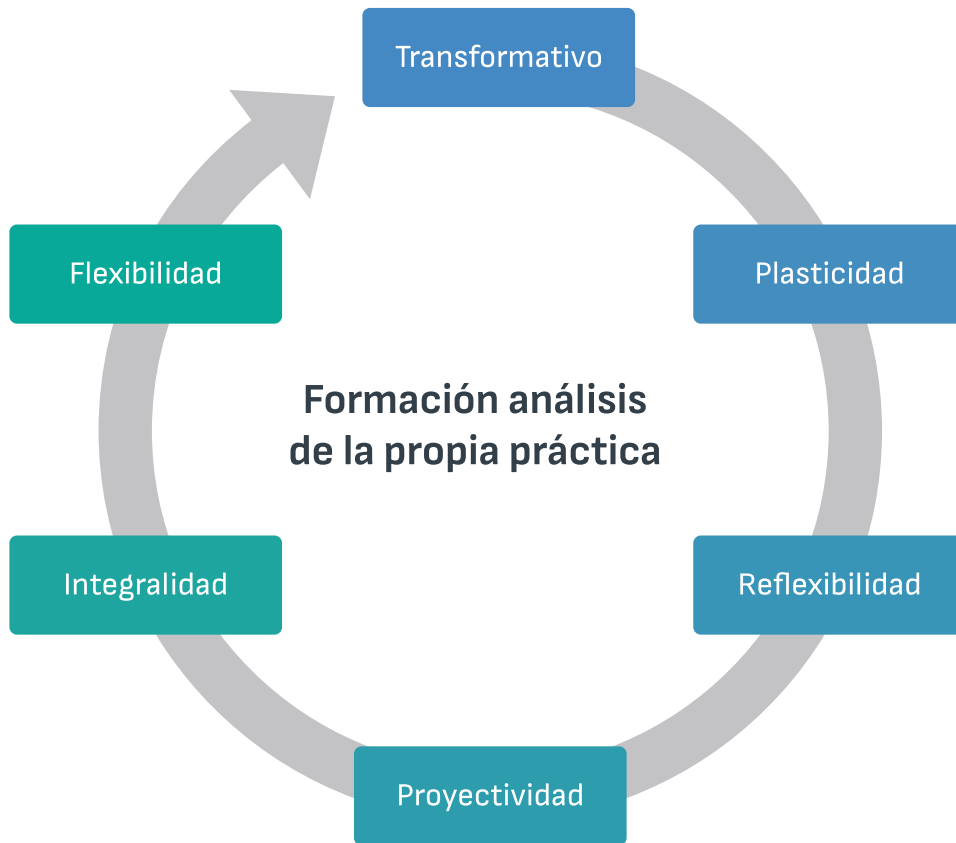 Transformativo
Flexibilidad
Plasticidad
Formación análisis
de la propia práctica
Integralidad
Reflexibilidad
Proyectividad